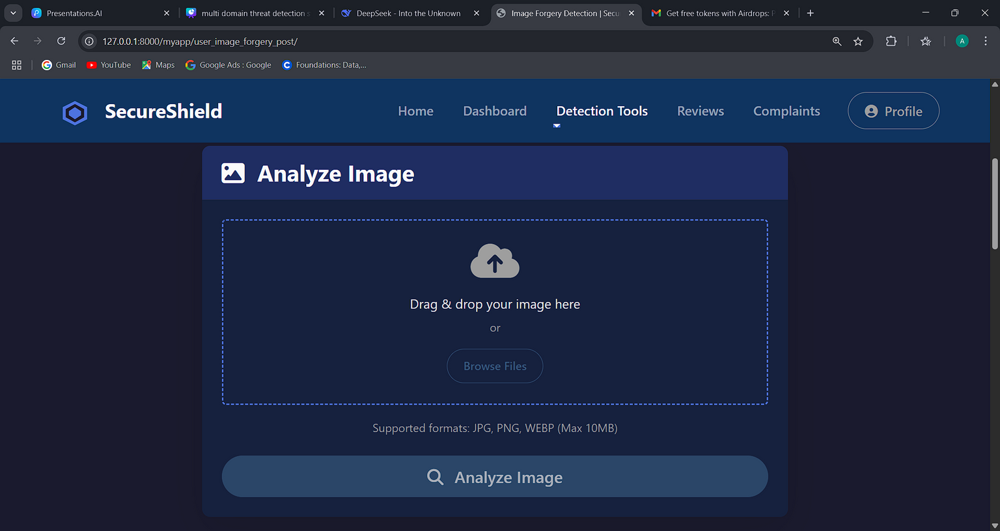 Presentations.AI
multi domain threat detection s
DeepSeek - Into the Unknown
Image Forgery Detection | Secu
Get free tokens with Airdrops: P
127.0.0.1:8000/myapp/user_image_forgery_post/
A
Gmail
YouTube
Maps
Google Ads : Google
Foundations: Data,...
SecureShield
Home
Dashboard
Detection Tools
Reviews
Complaints
Profile
Analyze Image
Drag & drop your image here
or
Browse Files
Supported formats: JPG, PNG, WEBP (Max 10MB)
Analyze Image